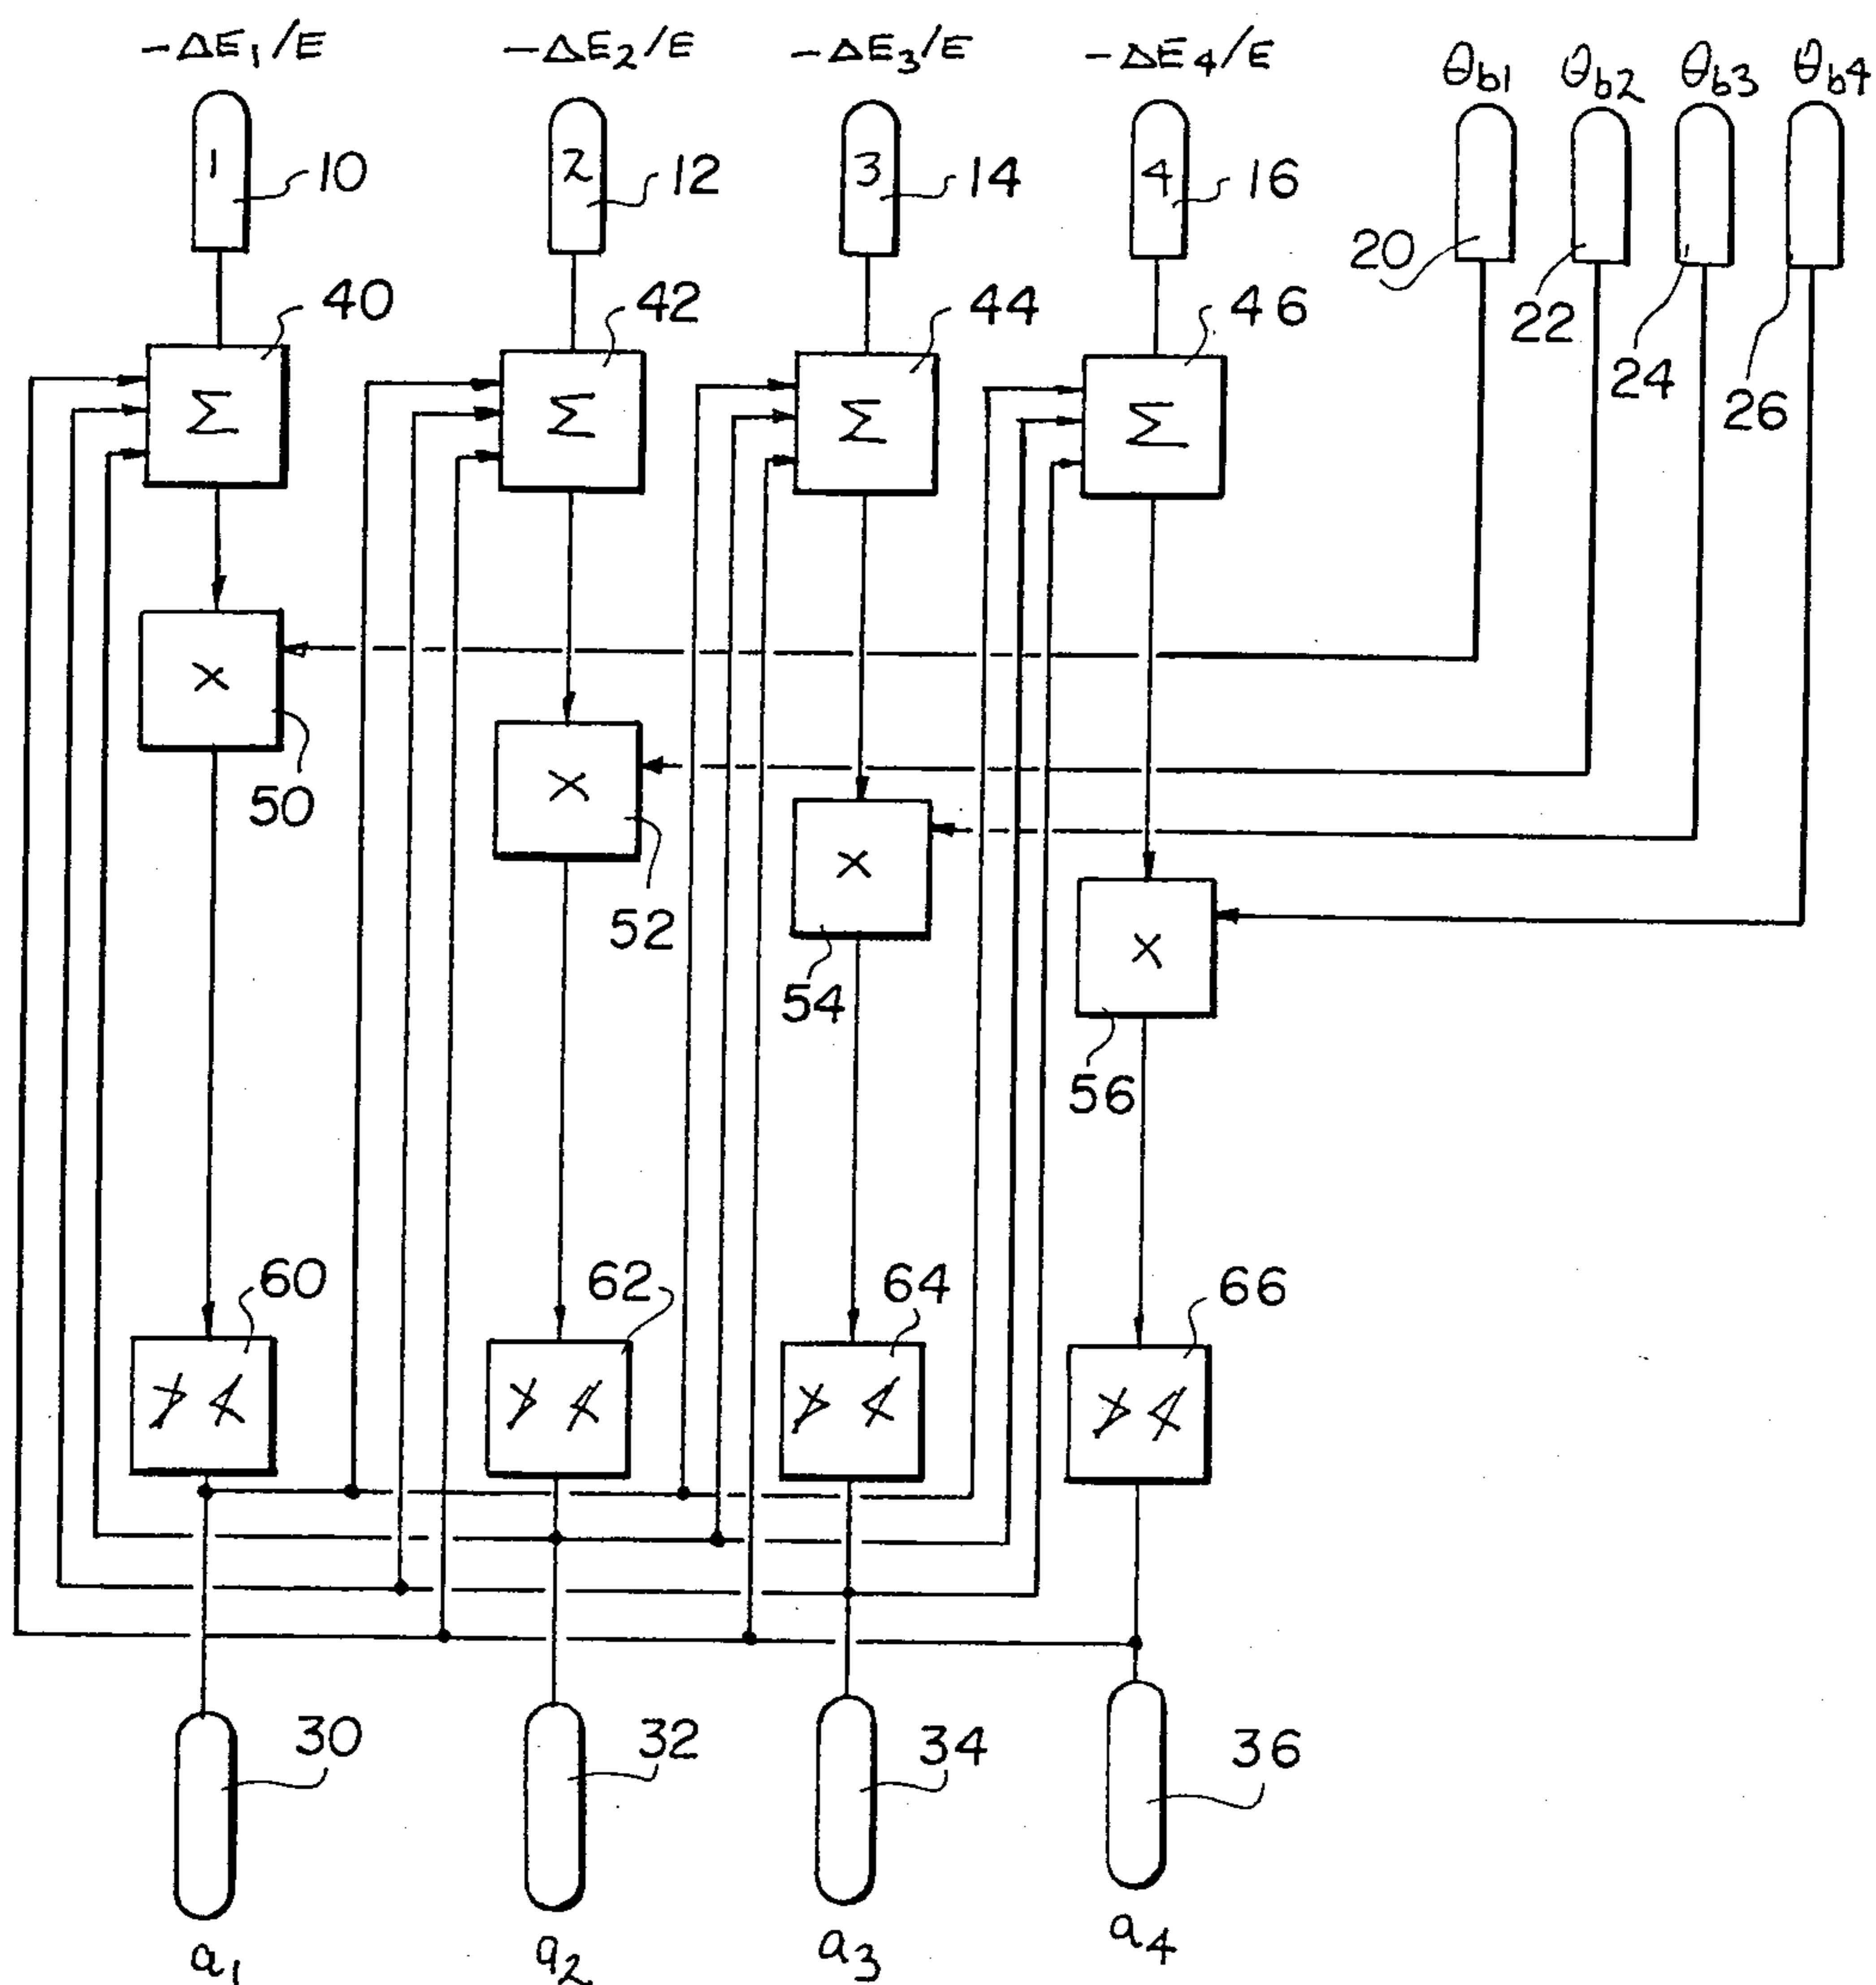 -ΔE₁/E -ΔE₂/E -ΔE₃/E -ΔE₄/E θb1 θb2 θb3 θb4
1 10 2 12 3 14 4 16
20 22 24 26
40 42 44 46
Σ Σ Σ Σ
×
50
×
52
×
54
×
56
60 62 64 66
≯ ≮ ≯ ≮ ≯ ≮ ≯ ≮
30 32 34 36
a₁ a₂ a₃ a₄